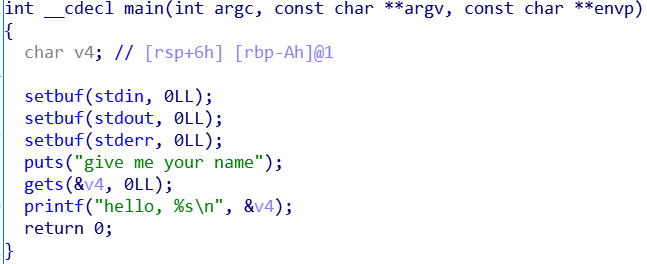 int __cdecl main(int argc, const char **argv, const char **envp)
{
char v4; // [rsp+6h] [rbp-Ah]@1
setbuf(stdin, 0LL);
setbuf(stdout, 0LL);
setbuf(stderr, 0LL);
puts("give me your name");
gets(&v4, 0LL);
printf("hello, %s\n", &v4);
return 0;
}